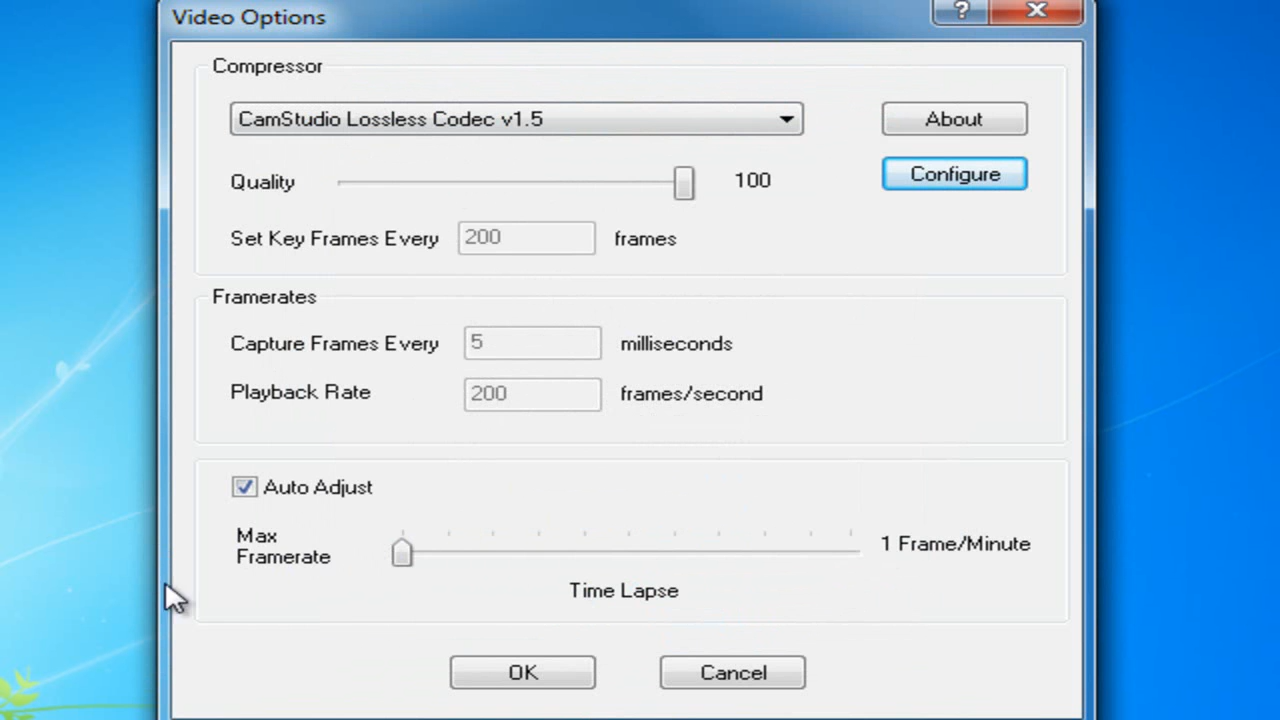 Video Options
?
Compressor
CamStudio Lossless Codec v1.5
About
Quality
100
Configure
Set Key Frames Every 200 frames
Framerates
Capture Frames Every 5 milliseconds
Playback Rate 200 frames/second
Auto Adjust
Max
Framerate
1 Frame/Minute
Time Lapse
OK
Cancel